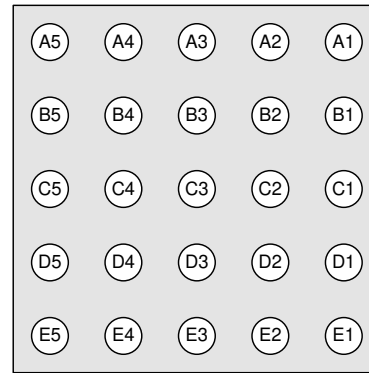 A5 A4 A3 A2 A1
B5 B4 B3 B2 B1
C5 C4 C3 C2 C1
D5 D4 D3 D2 D1
E5 E4 E3 E2 E1